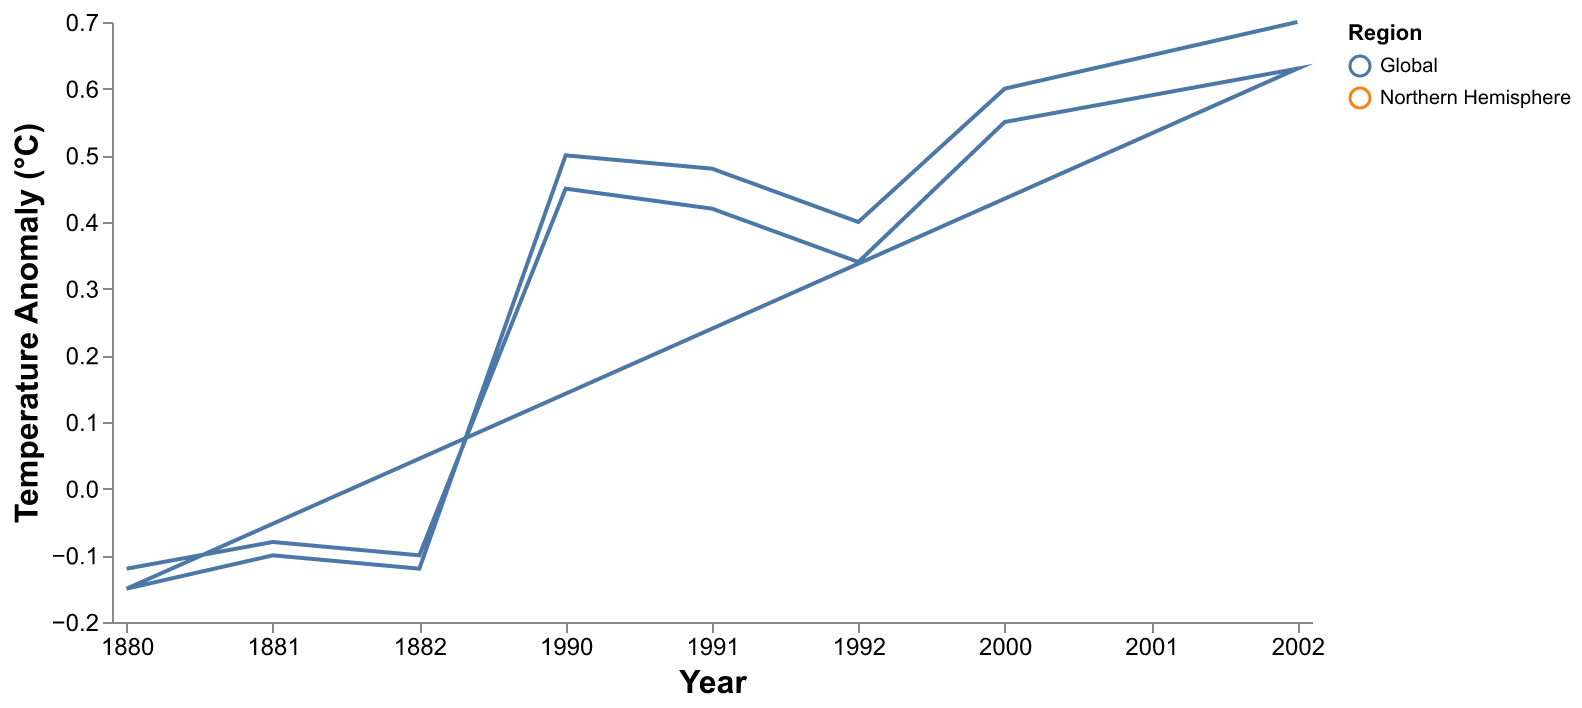 0.7
0.6
0.5
0.4
0.3
0.2
0.1
0.0
−0.1
−0.2
Temperature Anomaly (°C)
1880 1881 1882 1990 1991 1992 2000 2001 2002
Year
Region
Global
Northern Hemisphere